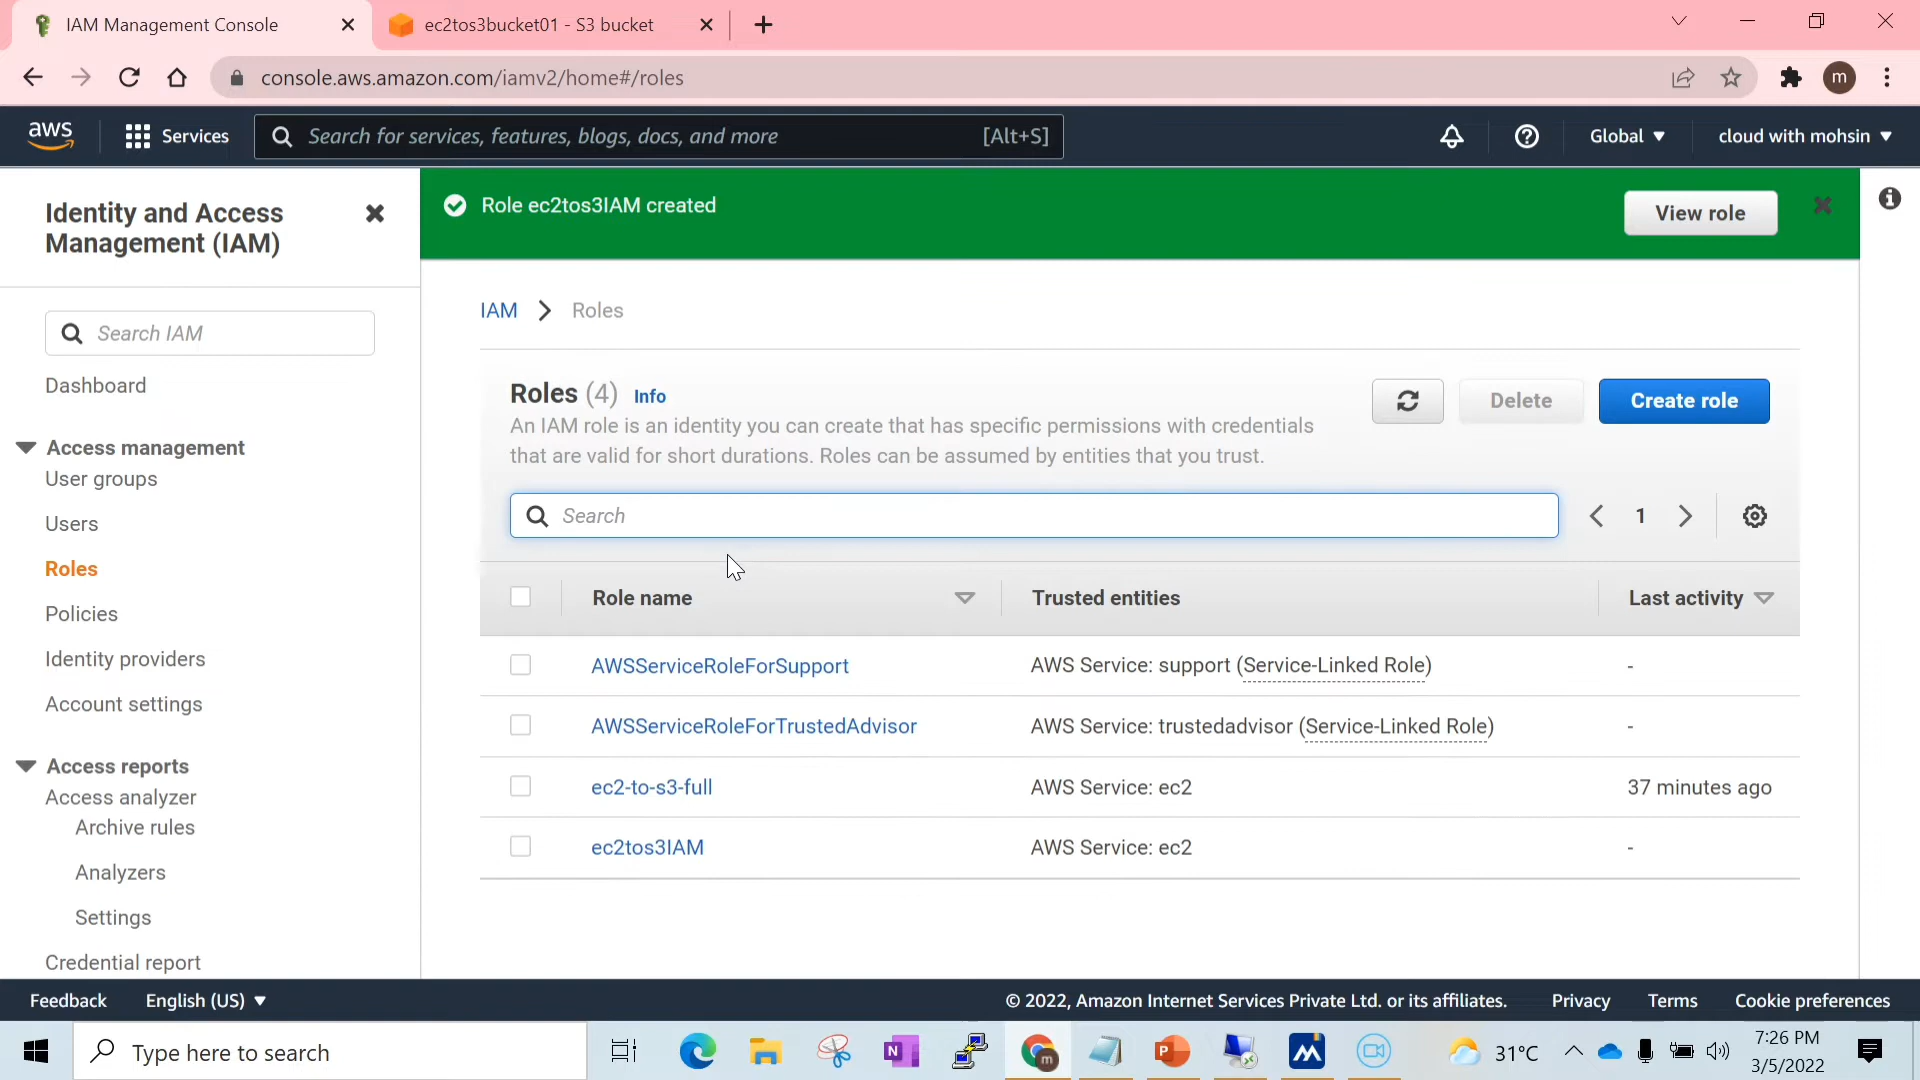 IAM Management Console
ec2tos3bucket01 - S3 bucket
console.aws.amazon.com/iamv2/home#/roles
m
aws
Services
Search for services, features, blogs, docs, and more
[Alt+S]
Global
cloud with mohsin
Identity and Access
Management (IAM)
Search IAM
Dashboard
Access management
User groups
Users
Roles
Policies
Identity providers
Account settings
Access reports
Access analyzer
Archive rules
Analyzers
Settings
Credential report
Role ec2tos3IAM created
View role
IAM > Roles
Roles (4) Info
An IAM role is an identity you can create that has specific permissions with credentials
that are valid for short durations. Roles can be assumed by entities that you trust.
Delete
Create role
Search
1
Role name Trusted entities Last activity
AWSServiceRoleForSupport AWS Service: support (Service-Linked Role) -
AWSServiceRoleForTrustedAdvisor AWS Service: trustedadvisor (Service-Linked Role) -
ec2-to-s3-full AWS Service: ec2 37 minutes ago
ec2tos3IAM AWS Service: ec2 -
Feedback English (US) © 2022, Amazon Internet Services Private Ltd. or its affiliates. Privacy Terms Cookie preferences
Type here to search
N
m
P
31°C
7:26 PM
3/5/2022